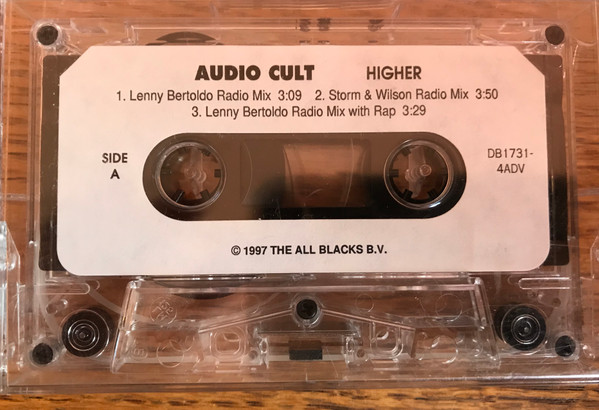 AUDIO CULT HIGHER
1. Lenny Bertoldo Radio Mix 3:09 2. Storm & Wilson Radio Mix 3:50
3. Lenny Bertoldo Radio Mix with Rap 3:29
SIDE
A
DB1731-
4ADV
© 1997 THE ALL BLACKS B.V.